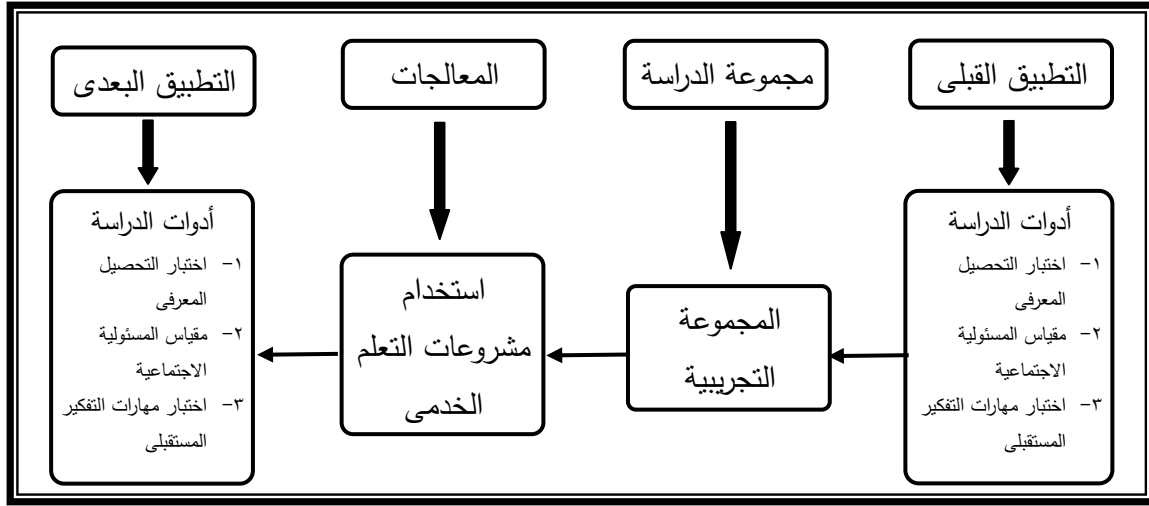 التطبيق القبلى
مجموعة الدراسة
المعالجات
التطبيق البعدى
أدوات الدراسة
١- اختبار التحصيل
المعرفى
٢- مقياس المسئولية
الاجتماعية
٣- اختبار مهارات التفكير
المستقبلى
المجموعة
التجريبية
استخدام
مشروعات التعلم
الخدمى
أدوات الدراسة
١- اختبار التحصيل
المعرفى
٢- مقياس المسئولية
الاجتماعية
٣- اختبار مهارات التفكير
المستقبلى